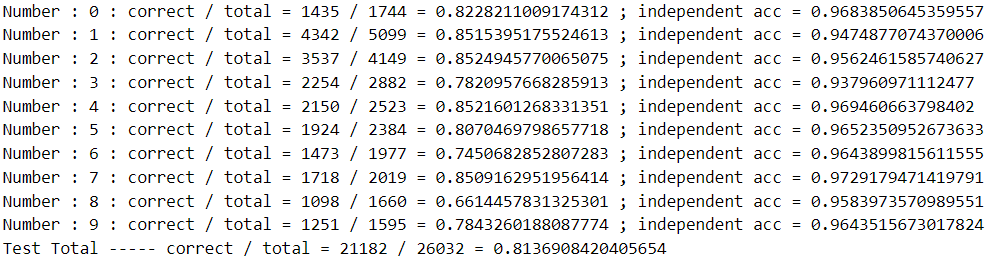 Number : 0 : correct / total = 1435 / 1744 = 0.8228211009174312 ; independent acc = 0.9683850645359557
Number : 1 : correct / total = 4342 / 5099 = 0.8515395175524613 ; independent acc = 0.9474877074370006
Number : 2 : correct / total = 3537 / 4149 = 0.8524945770065075 ; independent acc = 0.9562461585740627
Number : 3 : correct / total = 2254 / 2882 = 0.7820957668285913 ; independent acc = 0.937960971112477
Number : 4 : correct / total = 2150 / 2523 = 0.8521601268331351 ; independent acc = 0.969460663798402
Number : 5 : correct / total = 1924 / 2384 = 0.8070469798657718 ; independent acc = 0.9652350952673633
Number : 6 : correct / total = 1473 / 1977 = 0.7450682852807283 ; independent acc = 0.9643899815611555
Number : 7 : correct / total = 1718 / 2019 = 0.8509162951956414 ; independent acc = 0.9729179471419791
Number : 8 : correct / total = 1098 / 1660 = 0.6614457831325301 ; independent acc = 0.9583973570989551
Number : 9 : correct / total = 1251 / 1595 = 0.7843260188087774 ; independent acc = 0.9643515673017824
Test Total ----- correct / total = 21182 / 26032 = 0.8136908420405654